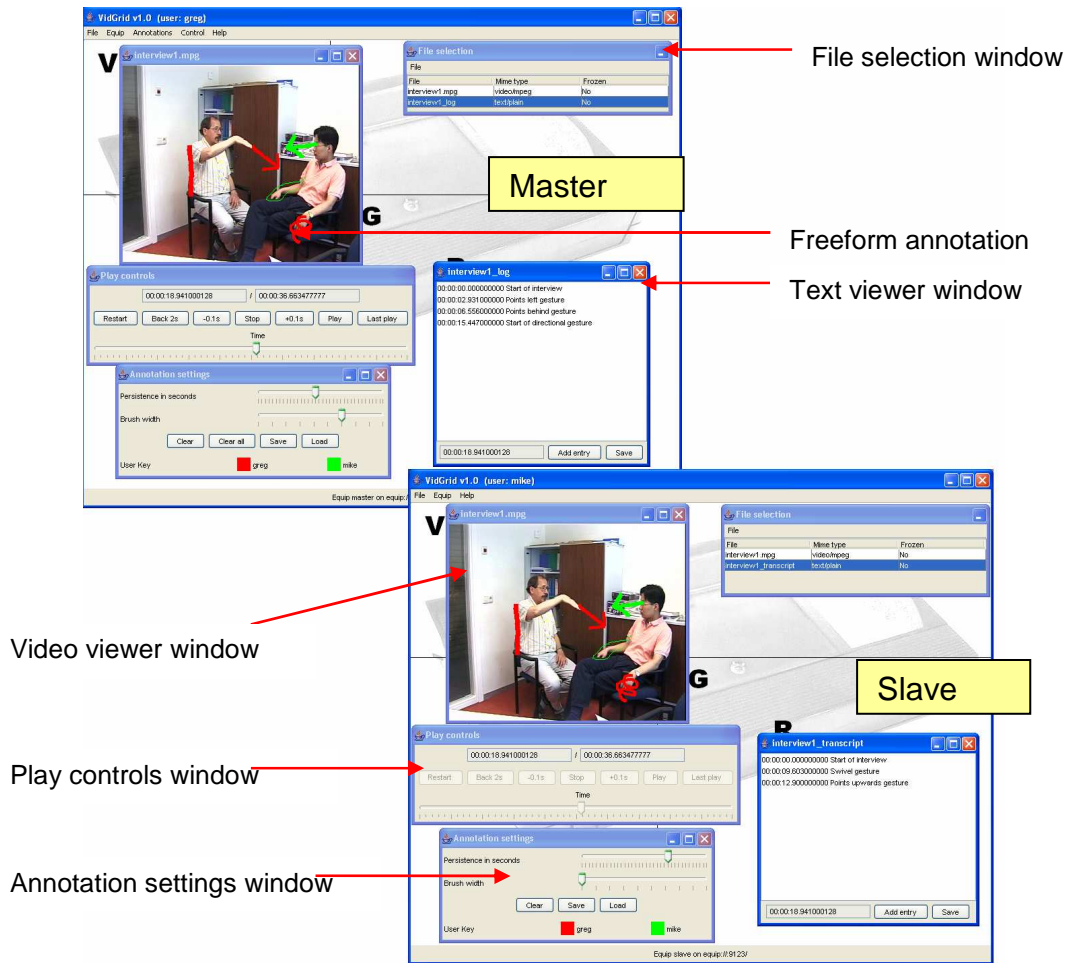 VidGrid v1.0 (user: greg)
File Equip Annotations Control Help
V
interview1.mpg
File selection
File
File Mime type Frozen
interview1.mpg video/mpeg No
interview1_log text/plain No
File selection window
Master
G
Freeform annotation
Play controls
00:00:18.941000128 / 00:00:36.663477777
Restart Back 2s -0.1s Stop +0.1s Play Last play
Time
interview1_log
00:00:00.000000000 Start of interview
00:00:02.931000000 Points left gesture
00:00:06.556000000 Points behind gesture
00:00:15.447000000 Start of directional gesture
Text viewer window
Annotation settings
Persistence in seconds
Brush width
Clear Clear all Save Load
User Key greg mike
00:00:18.941000128 Add entry Save
Equip master on equip:/
VidGrid v1.0 (user: mike)
File Equip Help
V
interview1.mpg
File selection
File
File Mime type Frozen
interview1.mpg video/mpeg No
interview1_transcript text/plain No
Video viewer window
Slave
G
R
Play controls
00:00:18.941000128 / 00:00:36.663477777
Restart Back 2s -0.1s Stop +0.1s Play Last play
Time
Play controls window
interview1_transcript
00:00:00.000000000 Start of interview
00:00:09.603000000 Swivel gesture
00:00:12.900000000 Points upwards gesture
Annotation settings
Persistence in seconds
Brush width
Clear Save Load
User Key greg mike
Annotation settings window
00:00:18.941000128 Add entry Save
Equip slave on equip://:9123/